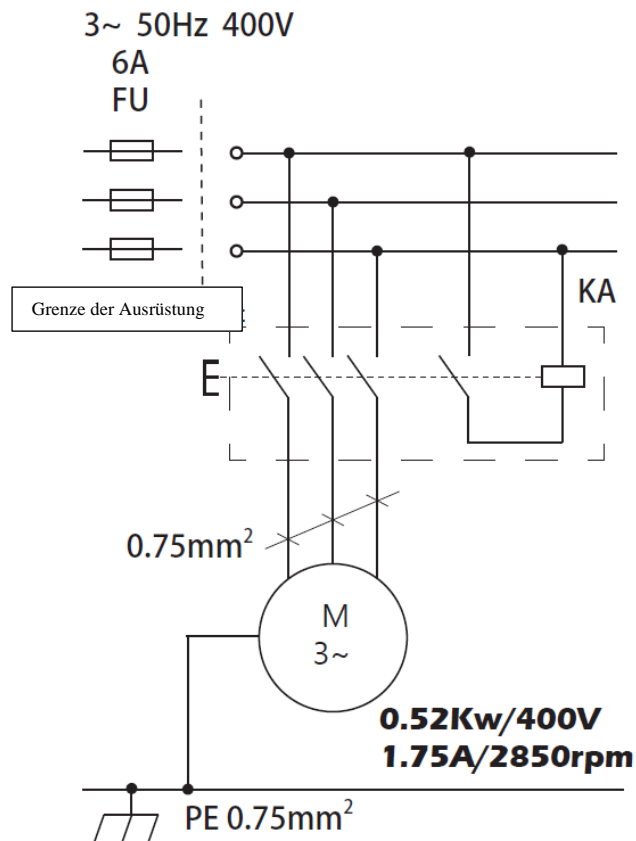 3~ 50Hz 400V
6A
FU
Grenze der Ausrüstung
KA
E
0.75mm²
M
3~
0.52Kw/400V
1.75A/2850rpm
PE 0.75mm²